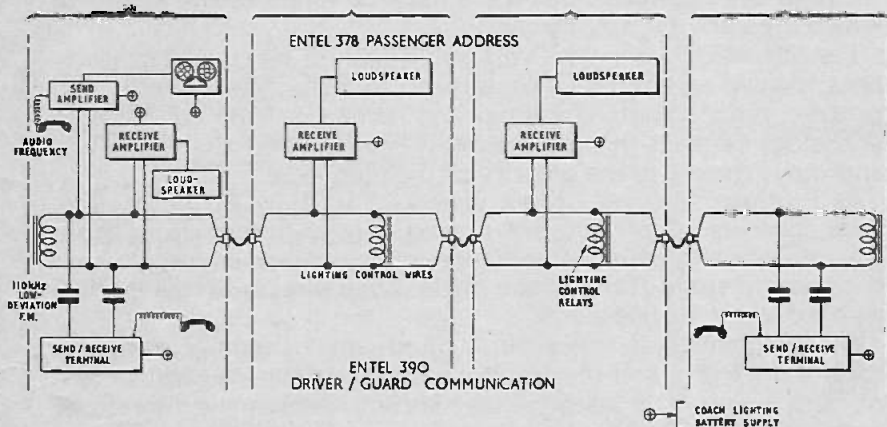 ENTEL 378 PASSENGER ADDRESS
SEND
AMPLIFIER
AUDIO
FREQUENCY
RECEIVE
AMPLIFIER
LOUD-
SPEAKER
LOUDSPEAKER
RECEIVE
AMPLIFIER
LOUDSPEAKER
RECEIVE
AMPLIFIER
110kHz
LOW-
DEVIATION
F.M.
LIGHTING CONTROL WIRES
LIGHTING
CONTROL
RELAYS
SEND / RECEIVE
TERMINAL
SEND / RECEIVE
TERMINAL
ENTEL 390
DRIVER / GUARD COMMUNICATION
COACH LIGHTING
BATTERY SUPPLY